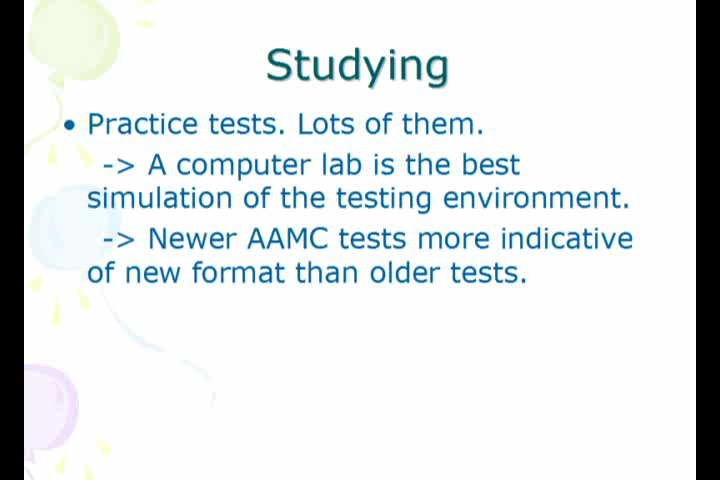 Studying
• Practice tests. Lots of them.
-> A computer lab is the best
simulation of the testing environment.
-> Newer AAMC tests more indicative
of new format than older tests.